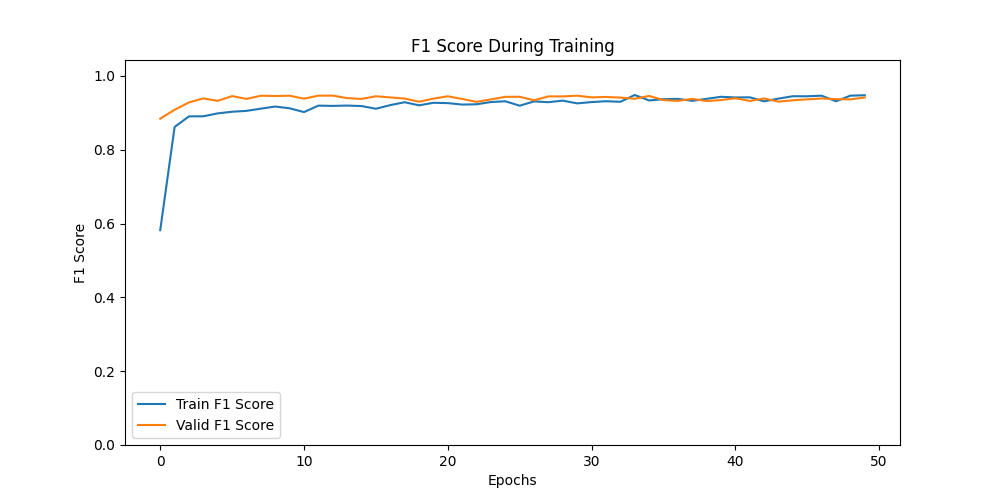 F1 Score During Training
1.0
0.8
0.6
0.4
0.2
0.0
F1 Score
Train F1 Score
Valid F1 Score
0 10 20 30 40 50
Epochs